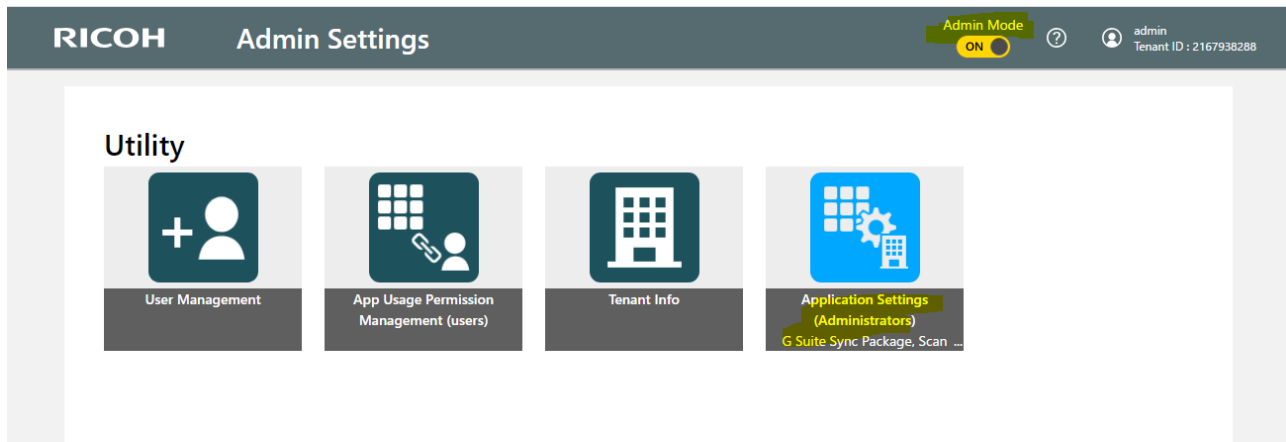 RICOH
Admin Settings
Admin Mode
ON
?
admin
Tenant ID : 2167938288
Utility
User Management
App Usage Permission
Management (users)
Tenant Info
Application Settings
(Administrators)
G Suite Sync Package, Scan ...